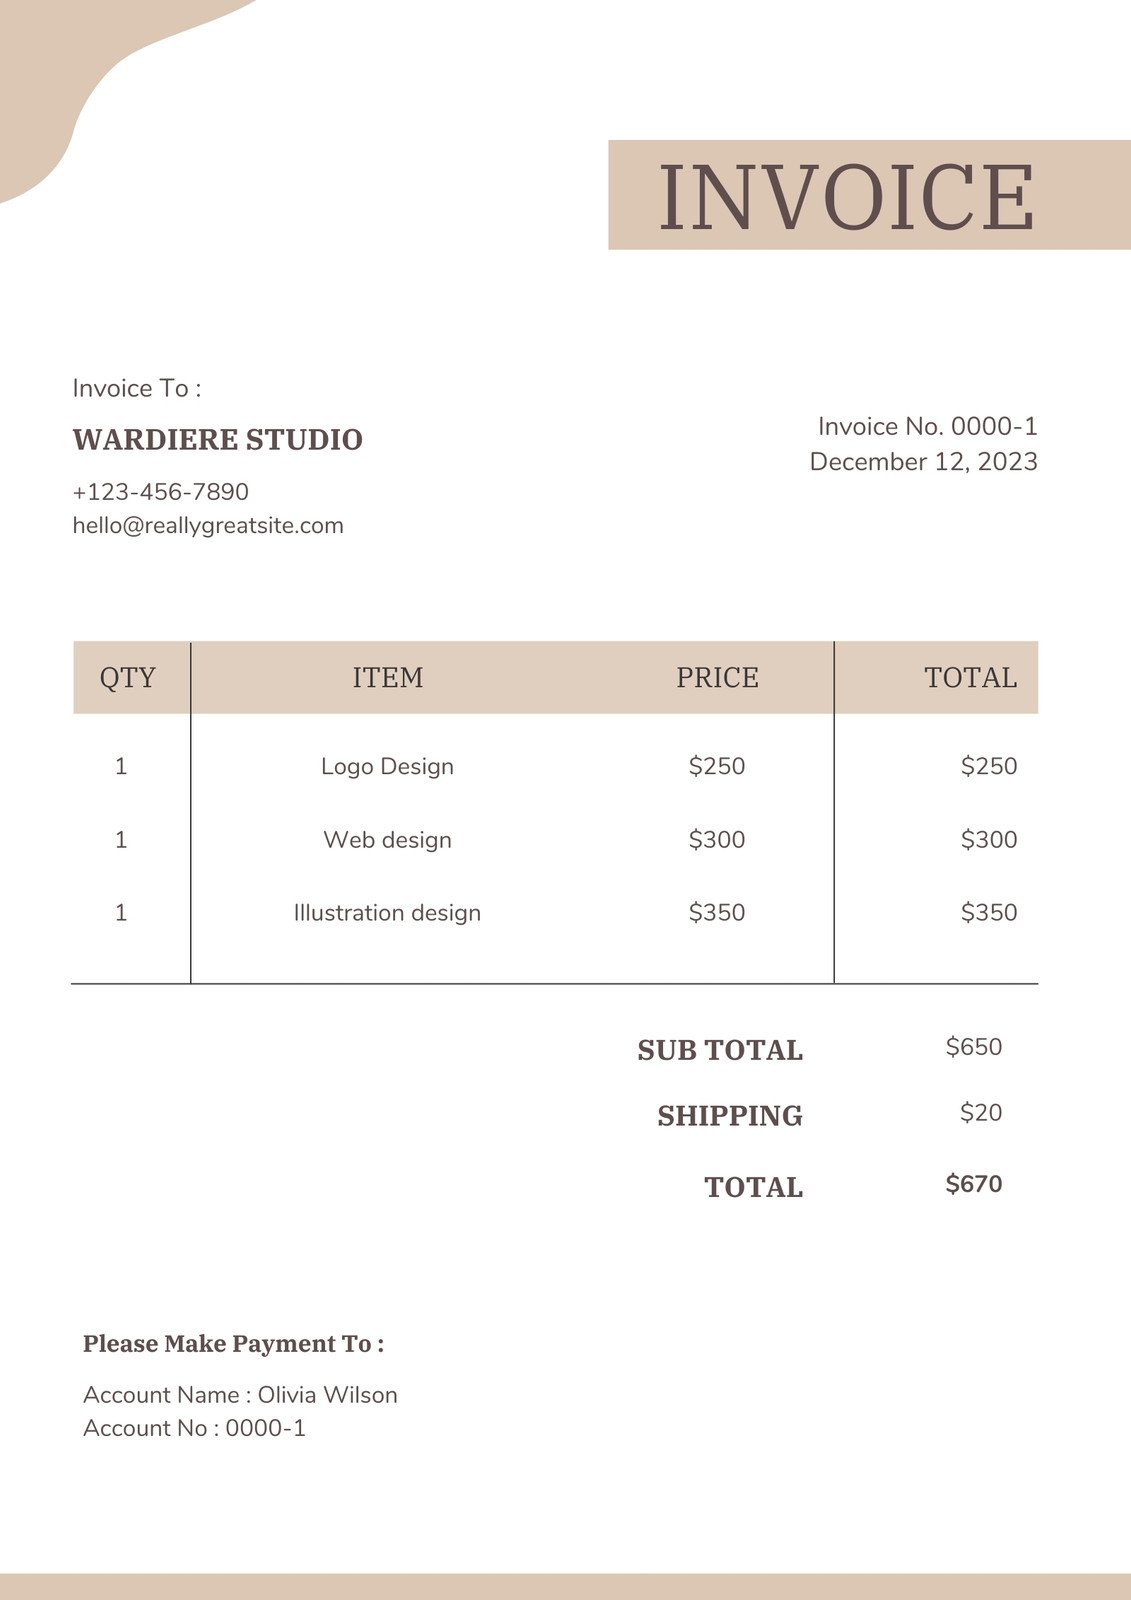 INVOICE
Invoice To :
WARDIERE STUDIO
+123-456-7890
hello@reallygreatsite.com
Invoice No. 0000-1
December 12, 2023
QTY ITEM PRICE TOTAL
1 Logo Design $250 $250
1 Web design $300 $300
1 Illustration design $350 $350
SUB TOTAL $650
SHIPPING $20
TOTAL $670
Please Make Payment To :
Account Name : Olivia Wilson
Account No : 0000-1